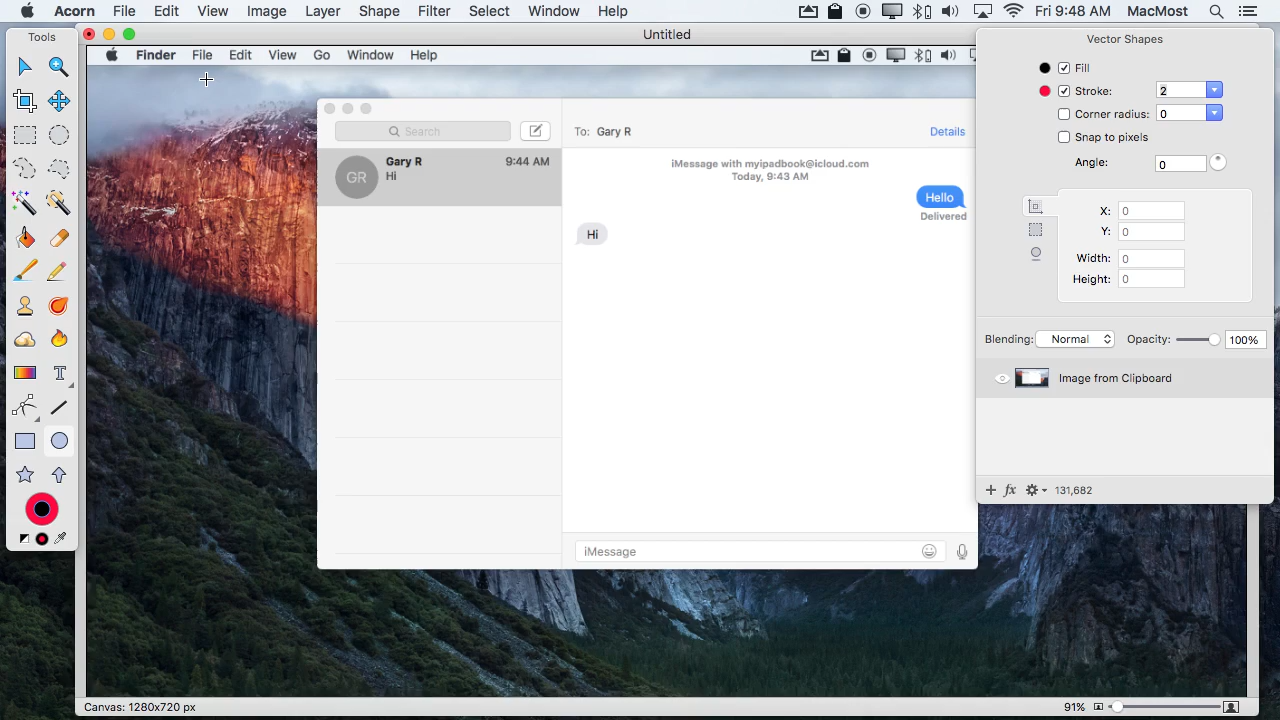 Acorn File Edit View Image Layer Shape Filter Select Window Help Fri 9:48 AM MacMost
Tools
Untitled
Finder File Edit View Go Window Help
Search
To: Gary R Details
GR
Gary R 9:44 AM
Hi
iMessage with myipadbook@icloud.com
Today, 9:43 AM
Hello
Delivered
Hi
iMessage
Vector Shapes
Fill
Stroke: 2
Corner radius: 0
Snap to pixels
Angle: 0
X: 0
Y: 0
Width: 0
Height: 0
Blending: Normal Opacity: 100%
Image from Clipboard
fx 131,682
T
Canvas: 1280x720 px 91%